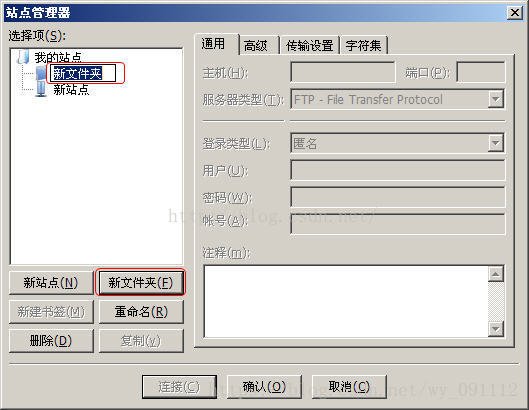 站点管理器
选择项(S):
我的站点
新文件夹
新站点
新站点(N)
新文件夹(F)
新建书签(M)
重命名(R)
删除(D)
复制(y)
通用
高级
传输设置
字符集
主机(H):
端口(P):
服务器类型(T):
FTP - File Transfer Protocol
登录类型(L):
匿名
用户(U):
密码(W):
帐号(A):
注释(m):
连接(C)
确认(O)
取消(C)
http://blog.csdn.net/
https://blog.csdn.net/wy_091112